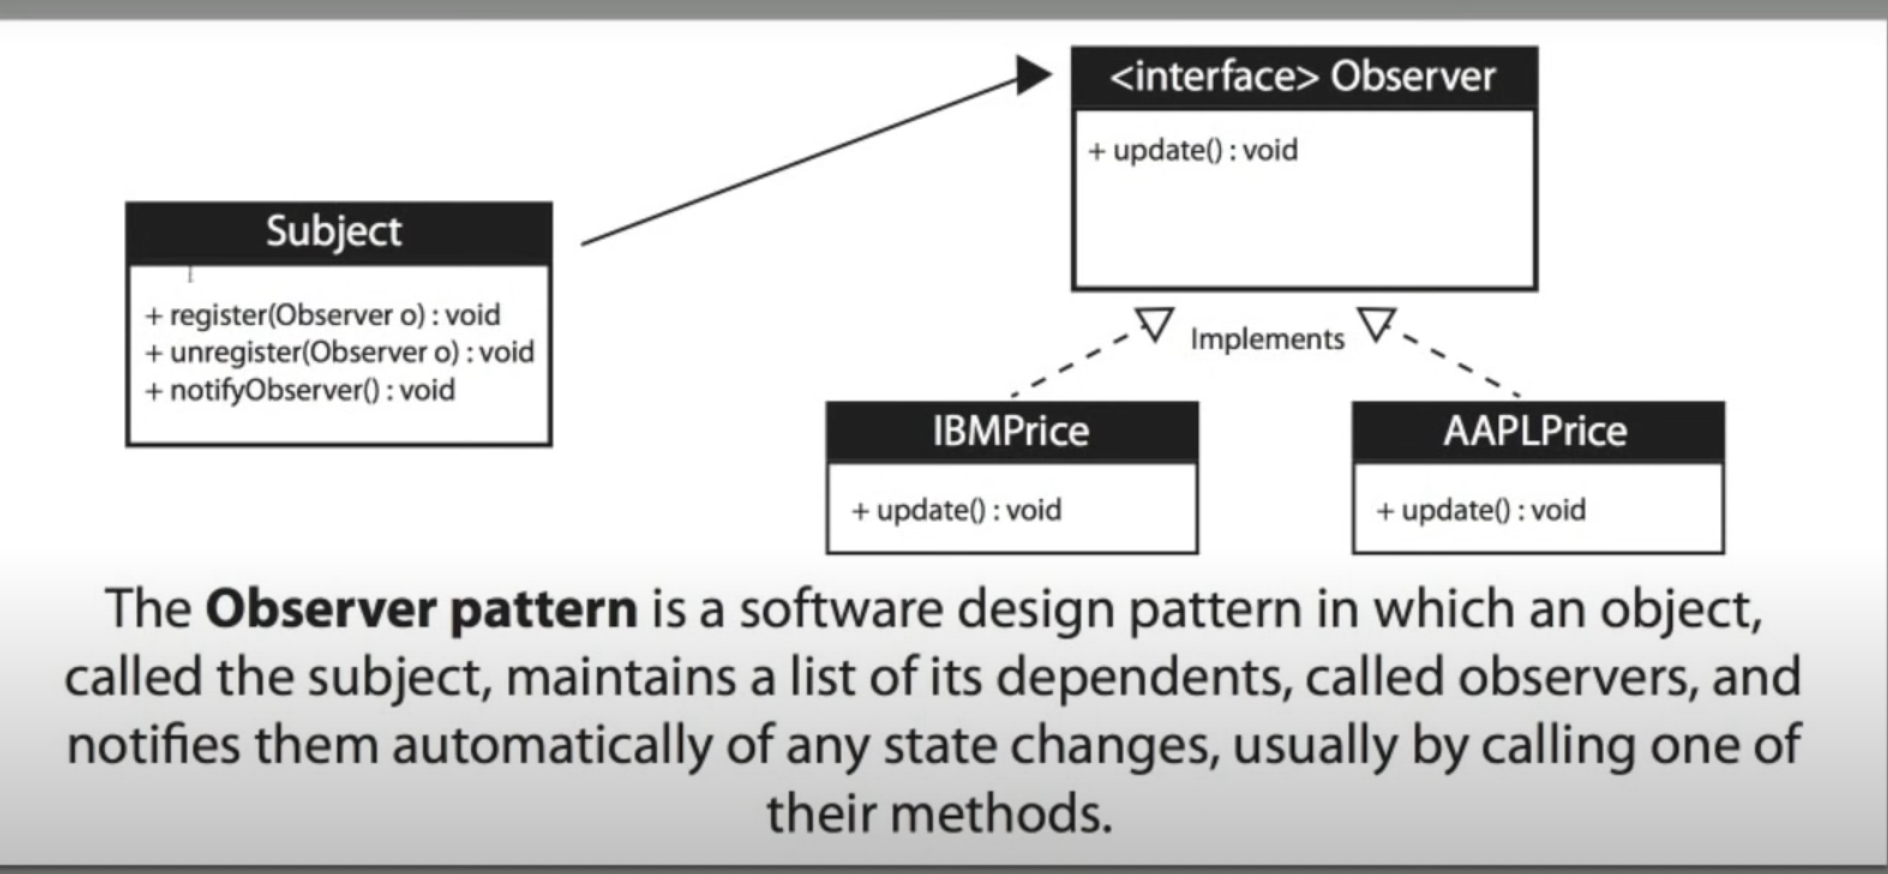 <interface> Observer
+ update() : void
Subject
+ register(Observer o) : void
+ unregister(Observer o) : void
+ notifyObserver() : void
Implements
IBMPrice
+ update() : void
AAPLPrice
+ update() : void
The Observer pattern is a software design pattern in which an object,
called the subject, maintains a list of its dependents, called observers, and
notifies them automatically of any state changes, usually by calling one of
their methods.